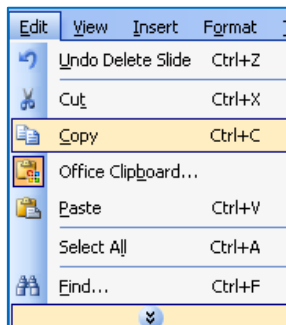 Edit View Insert Format
Undo Delete Slide Ctrl+Z
Cut Ctrl+X
Copy Ctrl+C
Office Clipboard...
Paste Ctrl+V
Select All Ctrl+A
Find... Ctrl+F